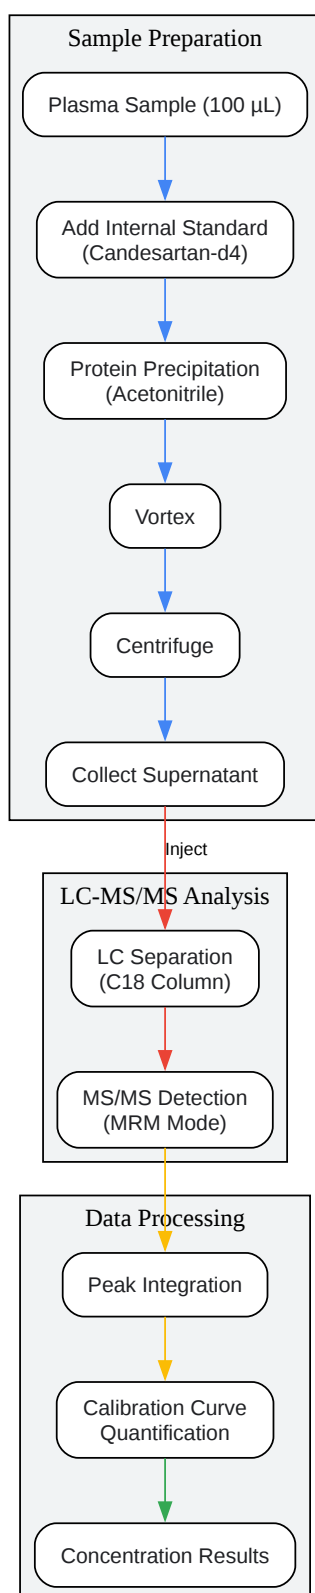 Sample Preparation
Plasma Sample (100 µL)
Add Internal Standard
(Candesartan-d4)
Protein Precipitation
(Acetonitrile)
Vortex
Centrifuge
Collect Supernatant
Inject
LC-MS/MS Analysis
LC Separation
(C18 Column)
MS/MS Detection
(MRM Mode)
Data Processing
Peak Integration
Calibration Curve
Quantification
Concentration Results